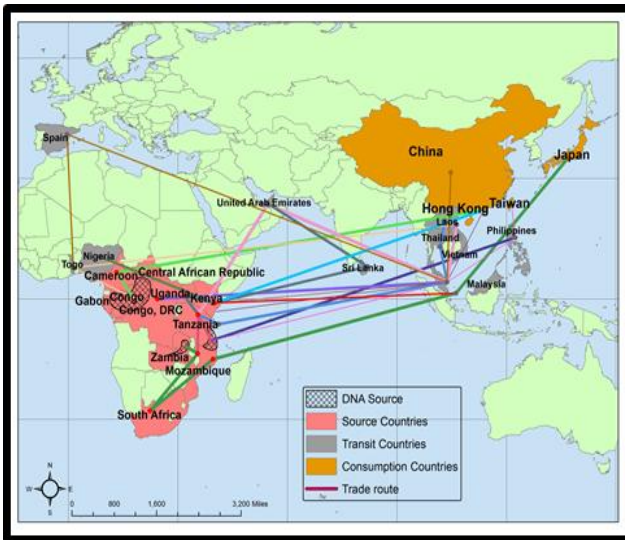 Spain
China
Japan
United Arab Emirates
Hong Kong
Taiwan
Laos
Thailand
Philippines
Vietnam
Nigeria
Togo
Sri Lanka
Cameroon
Central African Republic
Malaysia
Gabon
Congo
Uganda
Kenya
Congo, DRC
Tanzania
Zambia
Mozambique
South Africa
DNA Source
Source Countries
Transit Countries
Consumption Countries
Trade route
N
W
E
S
0
800
1,600
3,200 Miles